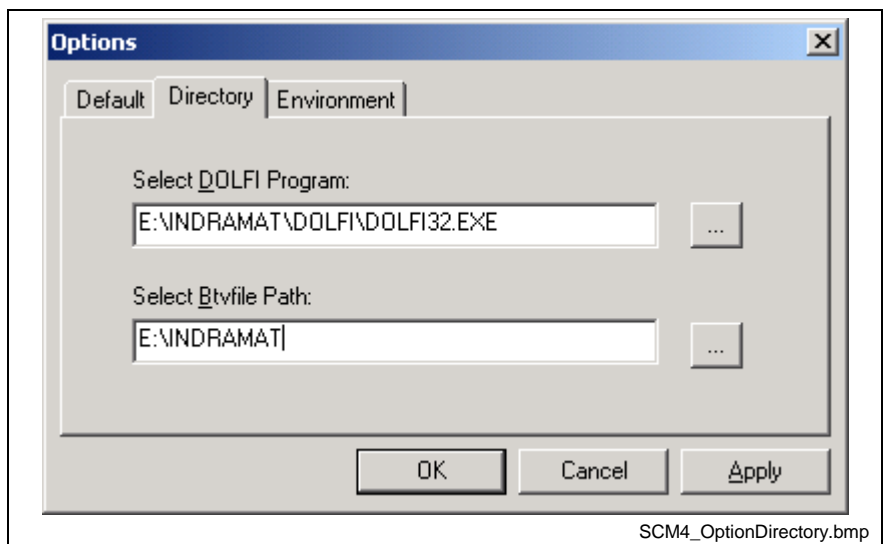 Options
Default Directory Environment
Select DOLFI Program:
E:\INDRAMAT\DOLFI\DOLFI32.EXE ...
Select Btvfile Path:
E:\INDRAMAT ...
OK Cancel Apply
SCM4_OptionDirectory.bmp